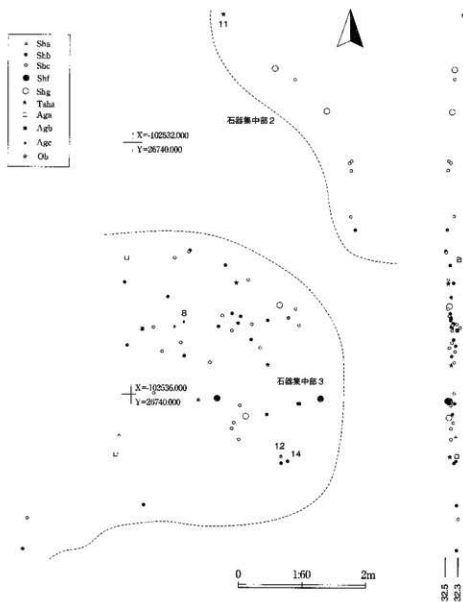 Sha
Shb
Shc
Shf
Shg
Taha
Aga
Agb
Agc
Ob
11
石器集中部2
X=-102532.000
Y=26740.000
8
X=-102536.000
Y=26740.000
石器集中部3
12
14
0 1:60 2m
32.5
32.3